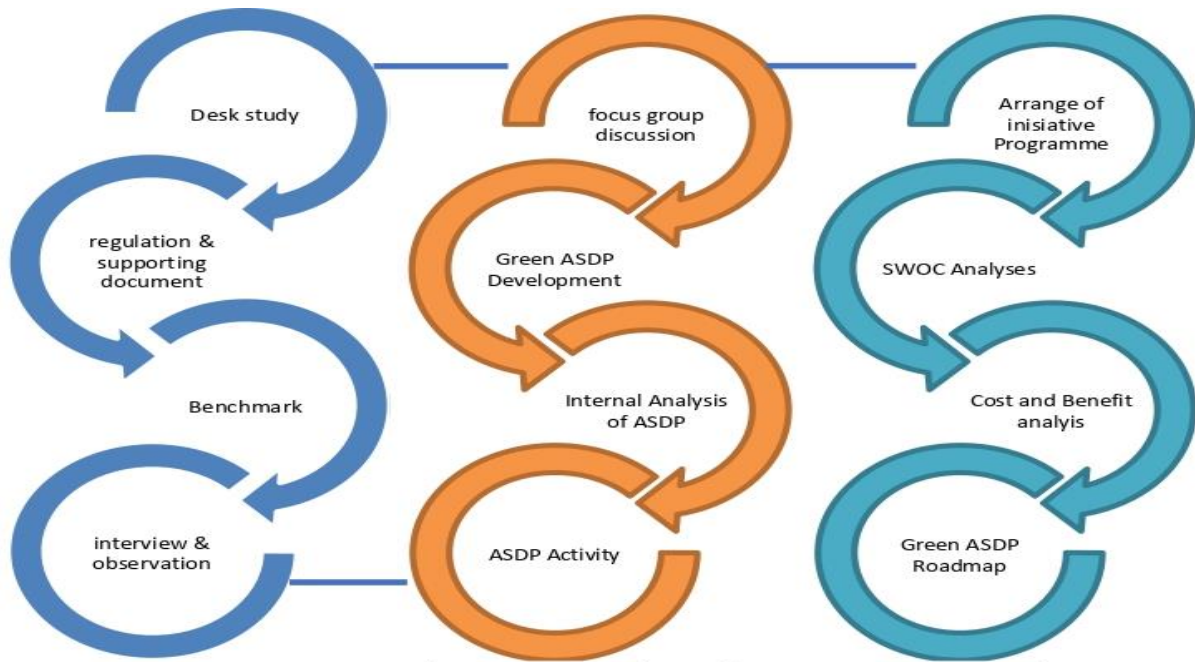 Desk study
regulation &
supporting
document
Benchmark
interview &
observation
focus group
discussion
Green ASDP
Development
Internal Analysis
of ASDP
ASDP Activity
Arrange of
inisiative
Programme
SWOC Analyses
Cost and Benefit
analyis
Green ASDP
Roadmap